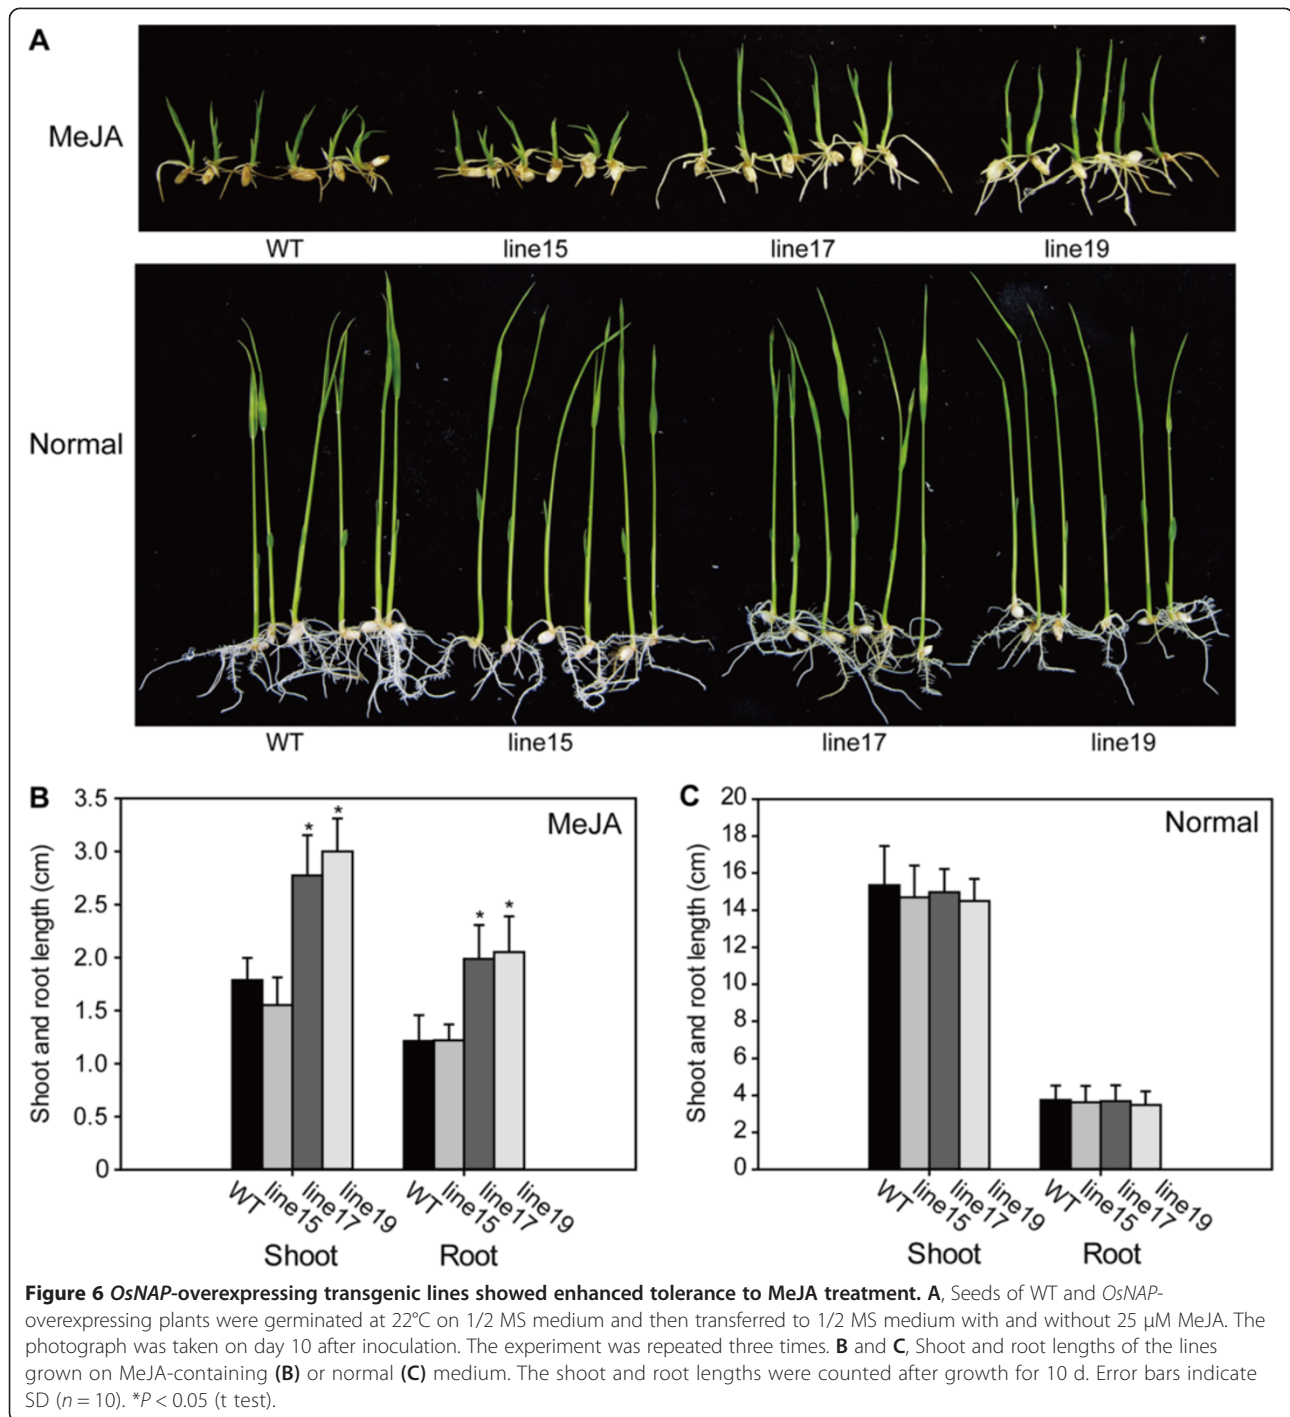 A
MeJA
WT line15 line17 line19
Normal
WT line15 line17 line19
B
MeJA
Shoot and root length (cm)
3.5
3.0
2.5
2.0
1.5
1.0
0.5
0
* * * *
WT line15 line17 line19 WT line15 line17 line19
Shoot Root
C
Normal
Shoot and root length (cm)
20
18
16
14
12
10
8
6
4
2
0
WT line15 line17 line19 WT line15 line17 line19
Shoot Root
Figure 6 OsNAP-overexpressing transgenic lines showed enhanced tolerance to MeJA treatment. A, Seeds of WT and OsNAP-
overexpressing plants were germinated at 22°C on 1/2 MS medium and then transferred to 1/2 MS medium with and without 25 μM MeJA. The
photograph was taken on day 10 after inoculation. The experiment was repeated three times. B and C, Shoot and root lengths of the lines
grown on MeJA-containing (B) or normal (C) medium. The shoot and root lengths were counted after growth for 10 d. Error bars indicate
SD (n = 10). *P < 0.05 (t test).